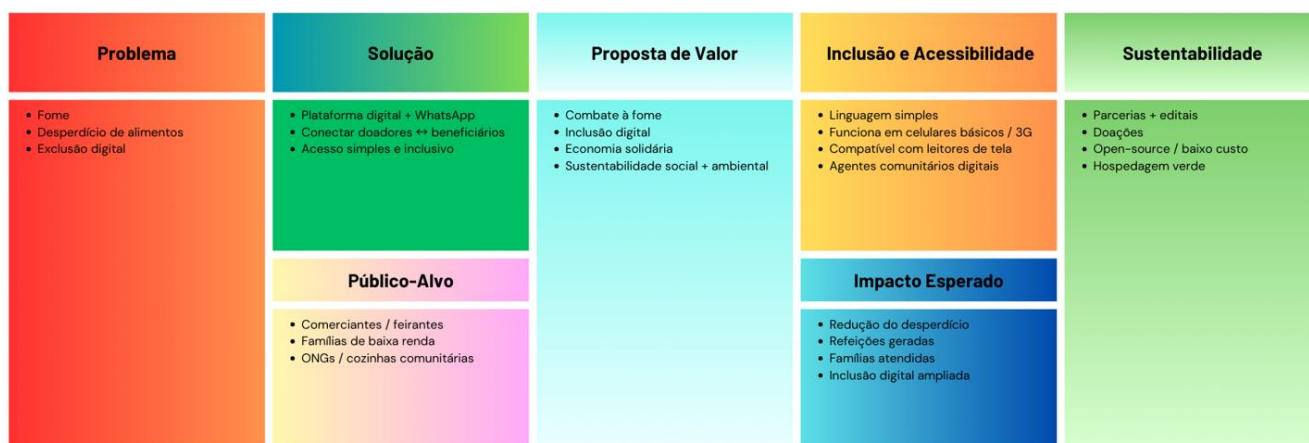 Problema
• Fome
• Desperdício de alimentos
• Exclusão digital
Solução
• Plataforma digital + WhatsApp
• Conectar doadores ↔ beneficiários
• Acesso simples e inclusivo
Público-Alvo
• Comerciantes / feirantes
• Famílias de baixa renda
• ONGs / cozinhas comunitárias
Proposta de Valor
• Combate à fome
• Inclusão digital
• Economia solidária
• Sustentabilidade social + ambiental
Inclusão e Acessibilidade
• Linguagem simples
• Funciona em celulares básicos / 3G
• Compatível com leitores de tela
• Agentes comunitários digitais
Impacto Esperado
• Redução do desperdício
• Refeições geradas
• Famílias atendidas
• Inclusão digital ampliada
Sustentabilidade
• Parcerias + editais
• Doações
• Open-source / baixo custo
• Hospedagem verde